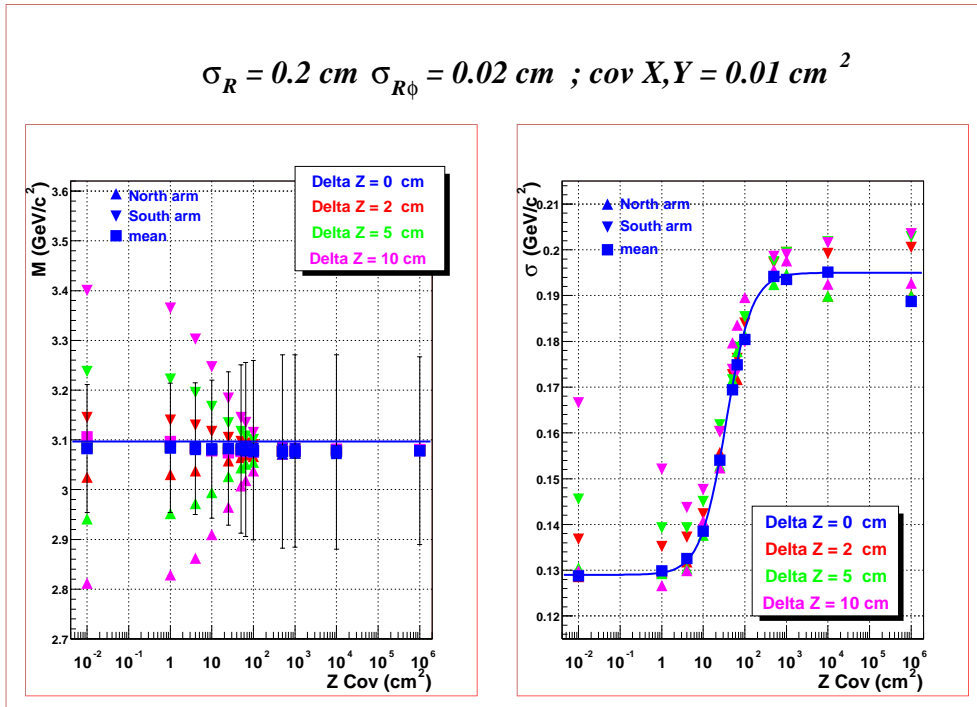 σR = 0.2 cm σRϕ = 0.02 cm ; cov X,Y = 0.01 cm 2
M (GeV/c2)
3.6
3.5
3.4
3.3
3.2
3.1
3
2.9
2.8
2.7
North arm
South arm
mean
Delta Z = 0 cm
Delta Z = 2 cm
Delta Z = 5 cm
Delta Z = 10 cm
10-2 10-1 1 10 102 103 104 105 106
Z Cov (cm2)
σ (GeV/c2)
0.21
0.2
0.19
0.18
0.17
0.16
0.15
0.14
0.13
0.12
North arm
South arm
mean
Delta Z = 0 cm
Delta Z = 2 cm
Delta Z = 5 cm
Delta Z = 10 cm
10-2 10-1 1 10 102 103 104 105 106
Z Cov (cm2)